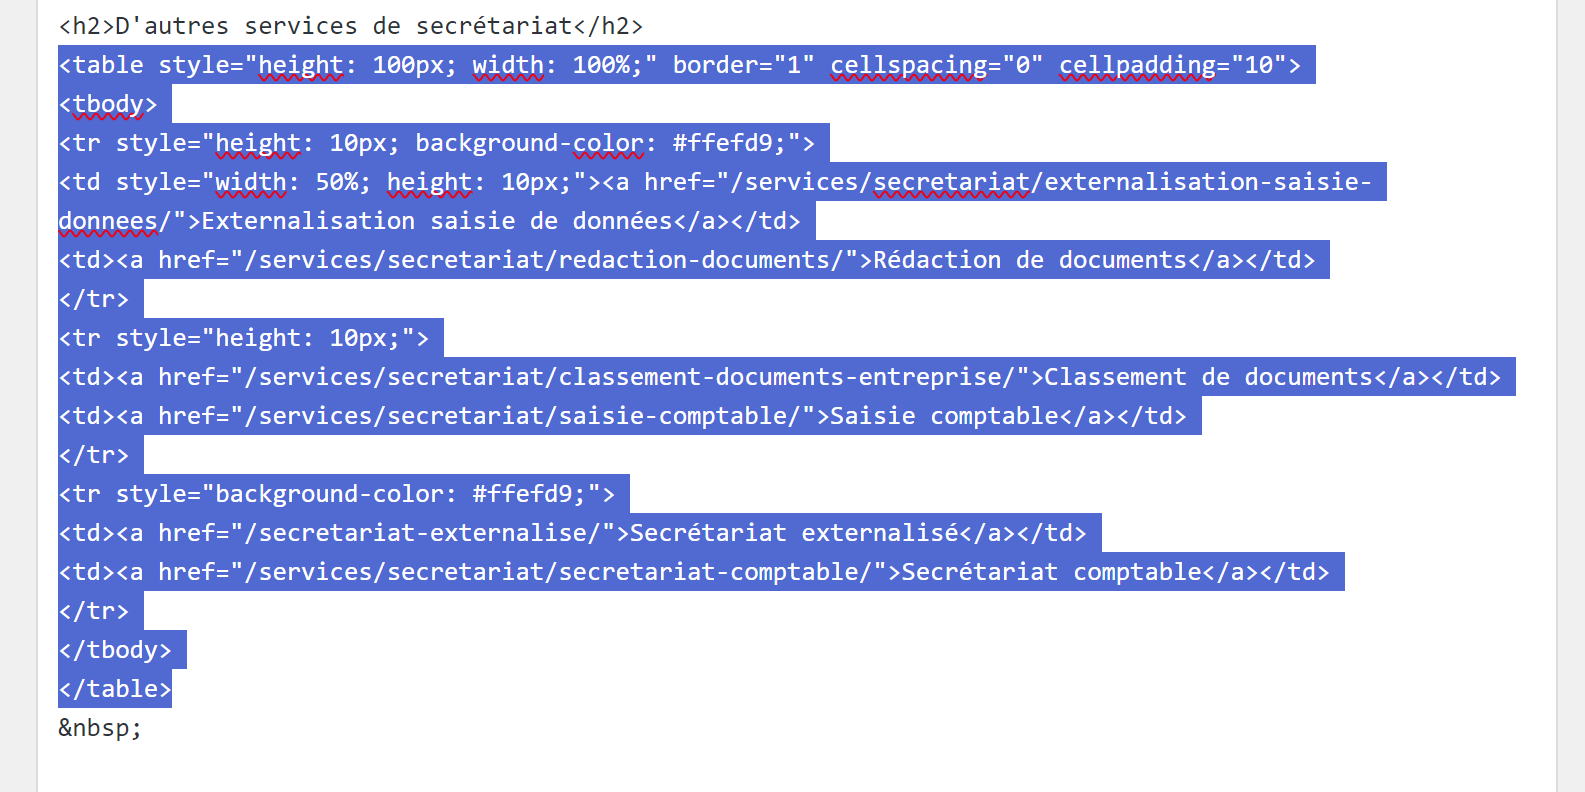 <h2>D'autres services de secrétariat</h2>
<table style="height: 100px; width: 100%;" border="1" cellspacing="0" cellpadding="10">
<tbody>
<tr style="height: 10px; background-color: #ffefd9;">
<td style="width: 50%; height: 10px;"><a href="/services/secretariat/externalisation-saisie-
donnees/">Externalisation saisie de données</a></td>
<td><a href="/services/secretariat/redaction-documents/">Rédaction de documents</a></td>
</tr>
<tr style="height: 10px;">
<td><a href="/services/secretariat/classement-documents-entreprise/">Classement de documents</a></td>
<td><a href="/services/secretariat/saisie-comptable/">Saisie comptable</a></td>
</tr>
<tr style="background-color: #ffefd9;">
<td><a href="/secretariat-externalise/">Secrétariat externalisé</a></td>
<td><a href="/services/secretariat/secretariat-comptable/">Secrétariat comptable</a></td>
</tr>
</tbody>
</table>
&nbsp;